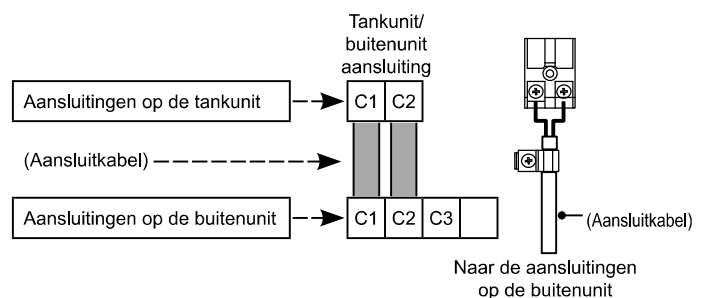 Tankunit/
buitenunit
aansluiting
Aansluitingen op de tankunit
C1 C2
(Aansluitkabel)
Aansluitingen op de buitenunit
C1 C2 C3
(Aansluitkabel)
Naar de aansluitingen
op de buitenunit